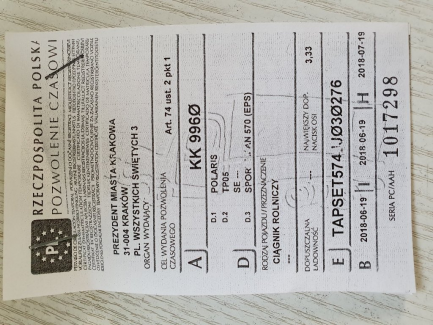 PL
RZECZPOSPOLITA POLSKA
POZWOLENIE CZASOWE
PREZYDENT MIASTA KRAKOWA
31-004 KRAKÓW
PL. WSZYSTKICH ŚWIĘTYCH 3
ORGAN WYDAJĄCY
CEL WYDANIA POZWOLENIA
CZASOWEGO
Art. 74 ust. 2 pkt 1
A KK 996Ø
D.1 POLARIS
D.2 TP05
SE
D D.3 SPOR 570 (EPS)
RODZAJ POJAZDU / PRZEZNACZENIE
CIĄGNIK ROLNICZY
---
DOPUSZCZALNA
ŁADOWNOŚĆ
---
NAJWIĘKSZY DOP.
NACISK OSI
3,33
E
B 2018-06-19 I 2018-06-19 H 2018-07-19
SERIA PC/AAH 1017298